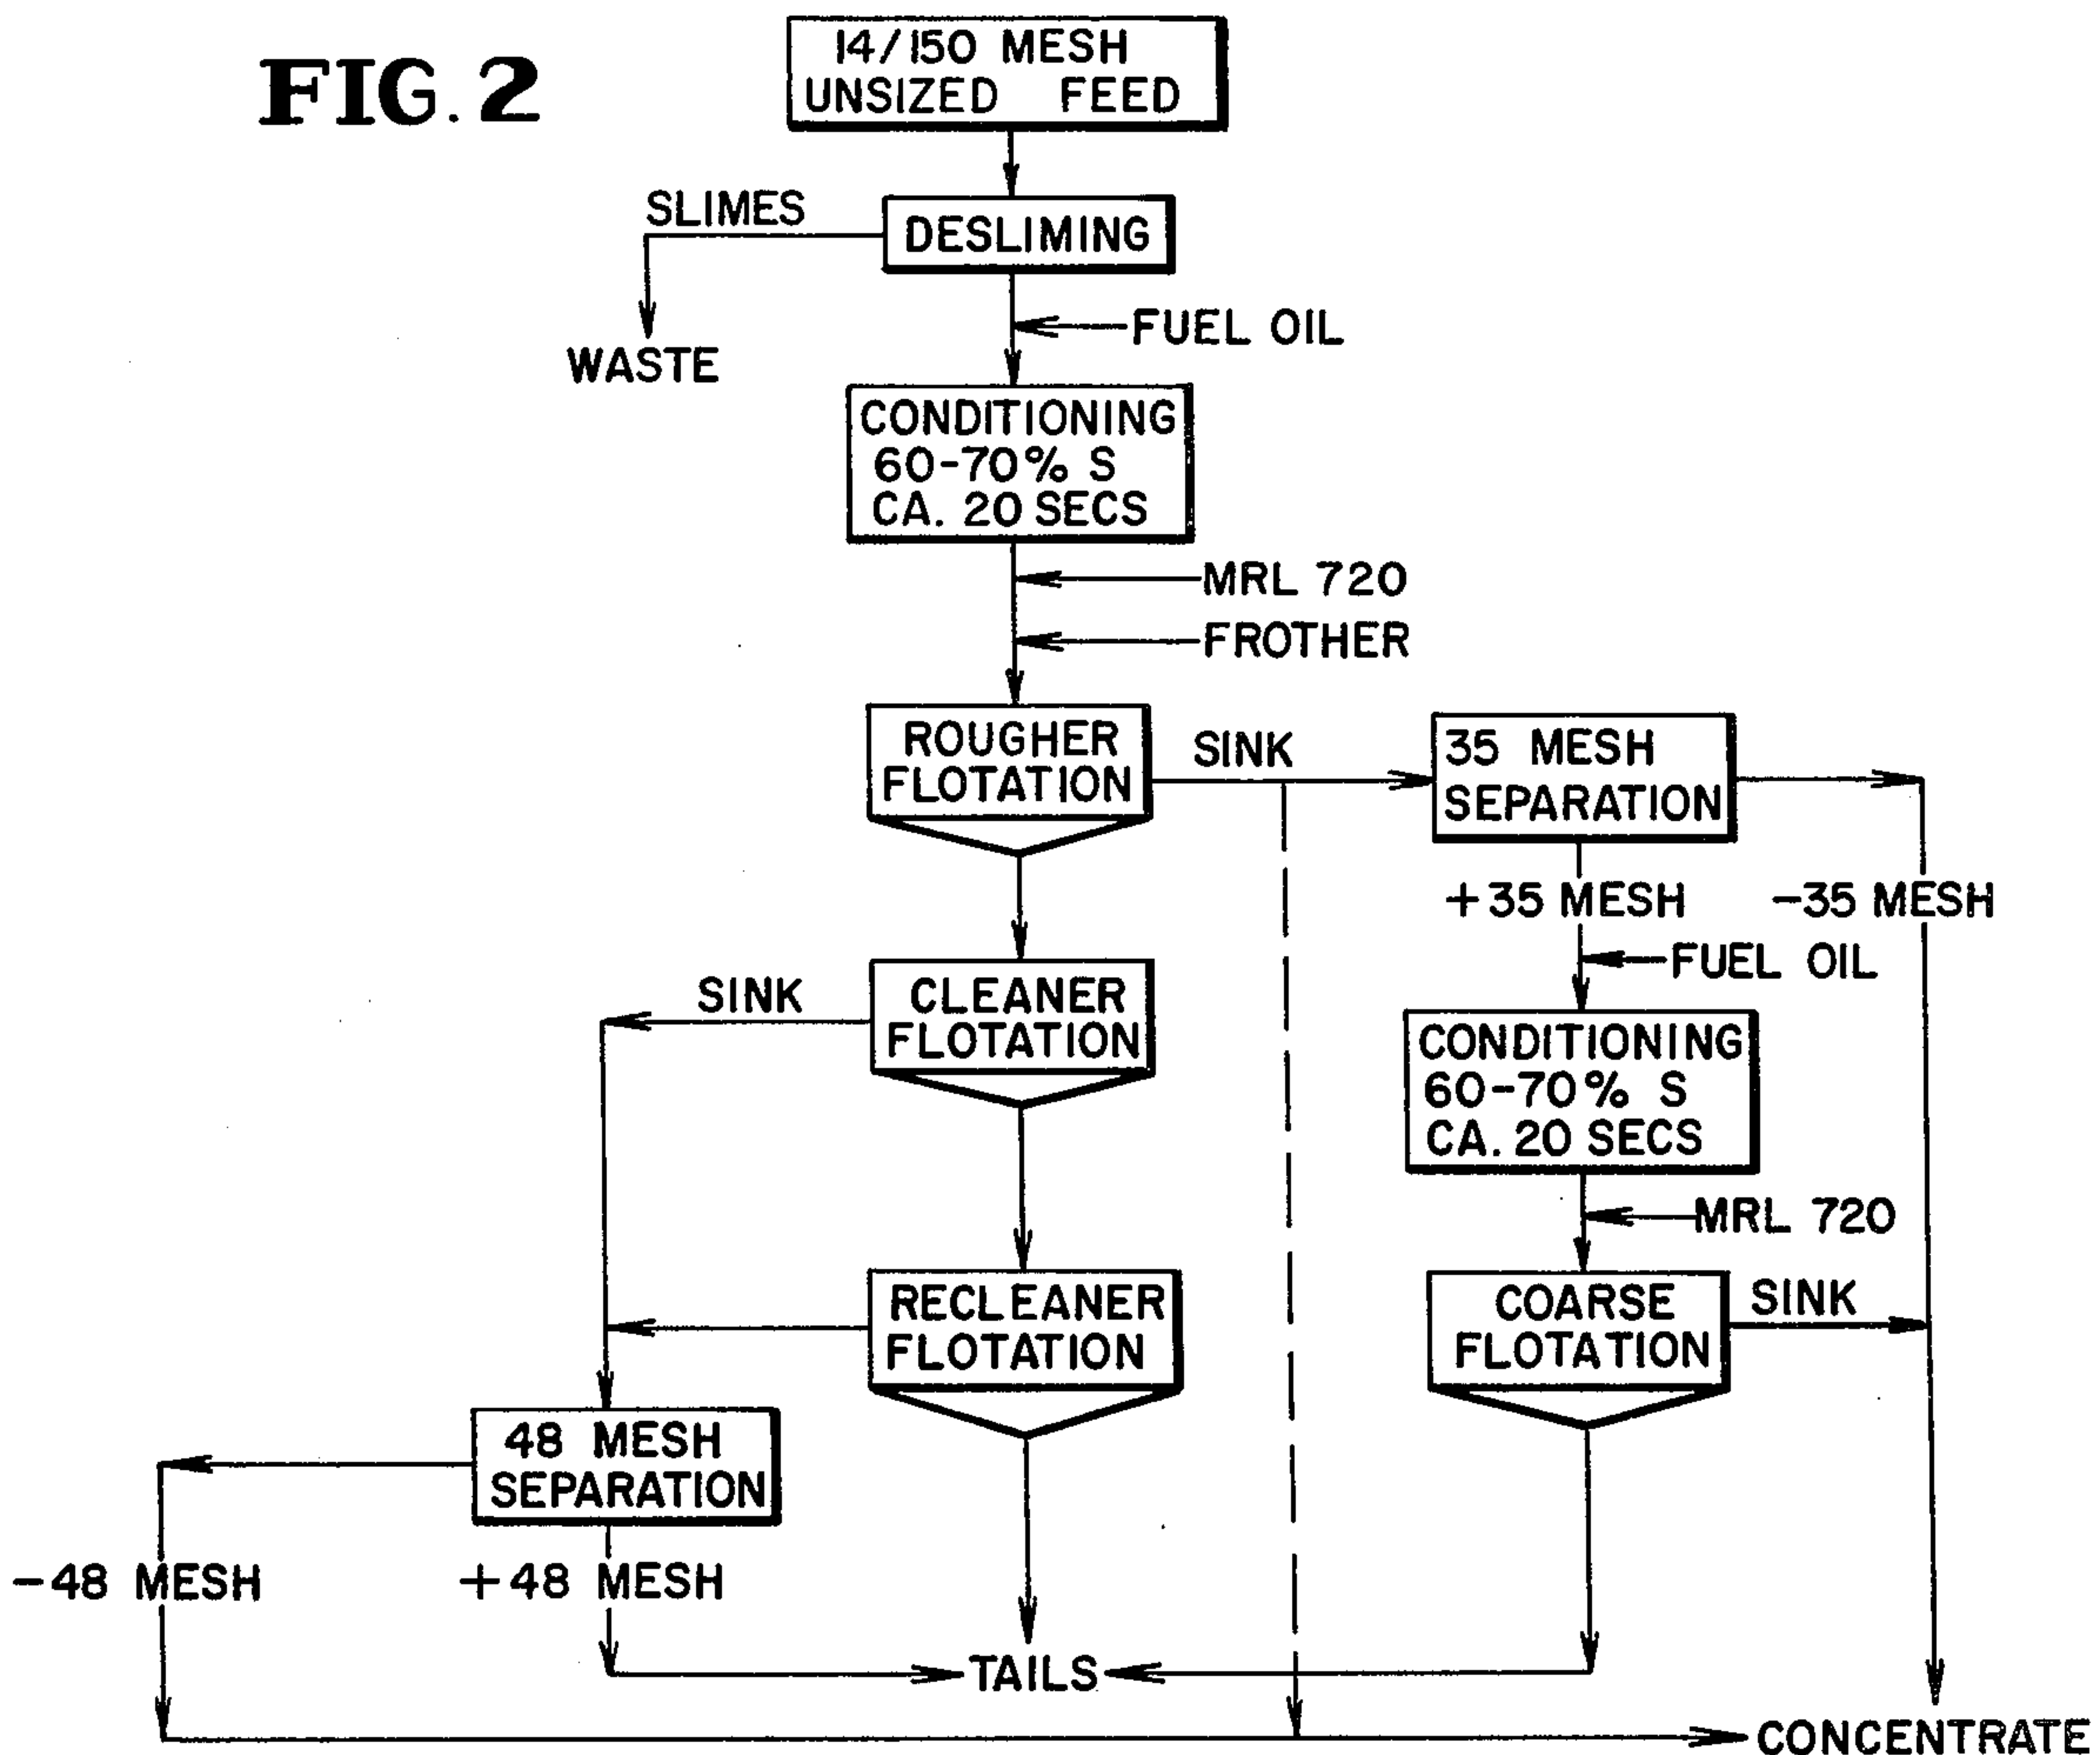 FIG. 2
14/150 MESH
UNSIZED FEED
SLIMES
DESLIMING
FUEL OIL
WASTE
CONDITIONING
60-70% S
CA. 20 SECS
MRL 720
FROTHER
ROUGHER
FLOTATION
SINK
35 MESH
SEPARATION
+35 MESH
-35 MESH
FUEL OIL
SINK
CLEANER
FLOTATION
CONDITIONING
60-70% S
CA. 20 SECS
MRL 720
RECLEANER
FLOTATION
COARSE
FLOTATION
SINK
48 MESH
SEPARATION
-48 MESH
+48 MESH
TAILS
CONCENTRATE